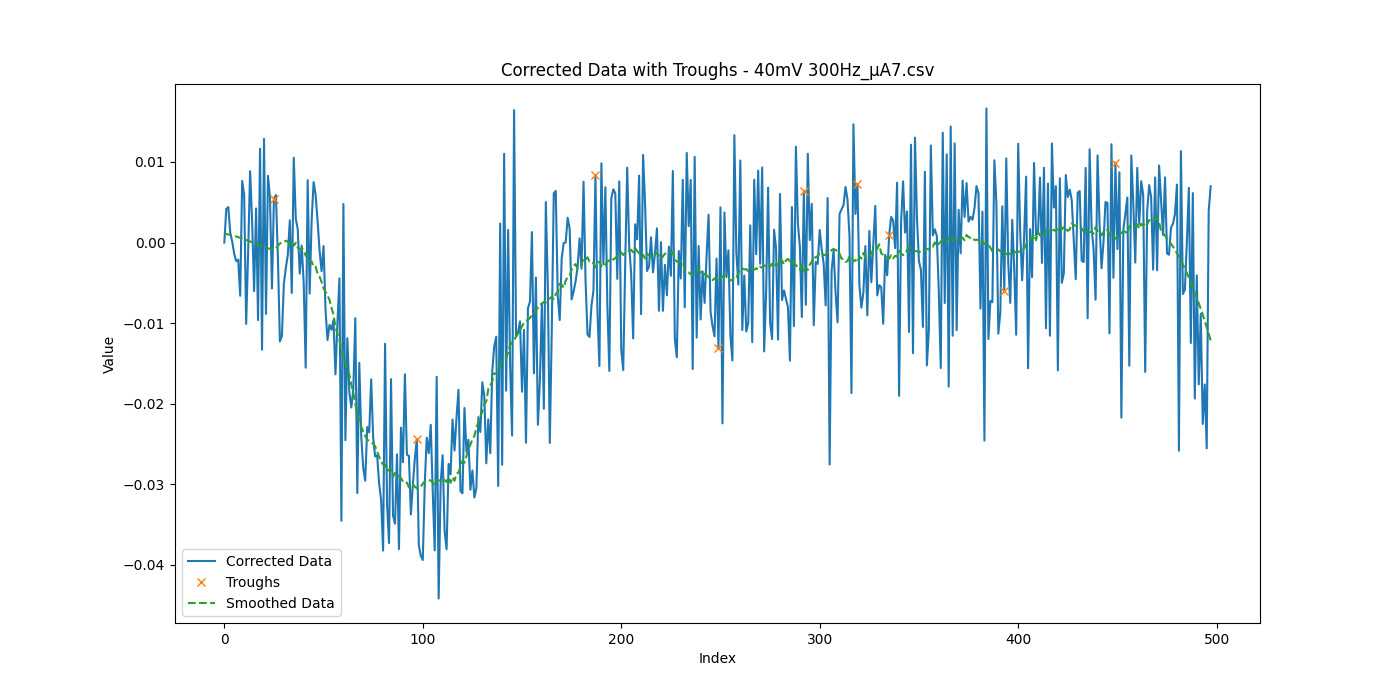 Corrected Data with Troughs - 40mV 300Hz_µA7.csv
0.01
0.00
−0.01
−0.02
−0.03
−0.04
Value
Corrected Data
Troughs
Smoothed Data
0 100 200 300 400 500
Index